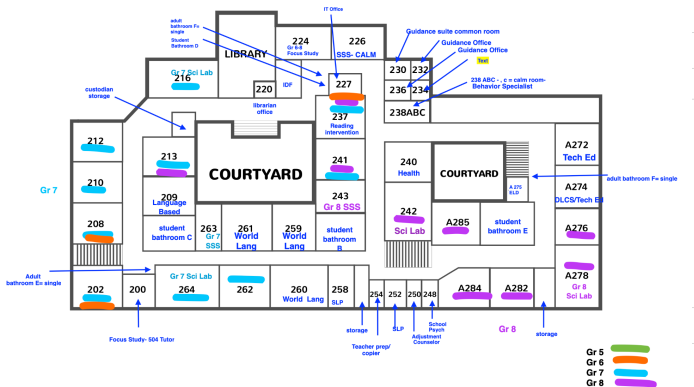 adult
bathroom F=
single
Student
Bathroom D
IT Office
LIBRARY
224
Gr 6-8
Focus Study
226
SSS- CALM
Guidance suite common room
Guidance Office
Guidance Office
Text
230
232
236
234
238 ABC - , c = calm room-
Behavior Specialist
238ABC
Gr 7 Sci Lab
216
220
IDF
librarian
office
227
237
Reading
intervention
custodian
storage
212
210
208
Gr 7
213
209
Language
Based
COURTYARD
241
243
Gr 8 SSS
240
Health
COURTYARD
A 275
ELD
A272
Tech Ed
A274
DLCS/Tech Ed
adult bathroom F= single
student
bathroom C
263
Gr 7
SSS
261
World
Lang
259
World
Lang
student
bathroom
B
242
Sci Lab
A285
student
bathroom E
A276
A278
Gr 8
Sci Lab
Adult
bathroom E= single
202
200
Gr 7 Sci Lab
264
262
260
World Lang
258
SLP
254
252
250
248
A284
A282
Focus Study- 504 Tutor
storage
Teacher prep/
copier
SLP
Adjustment
Counselor
School
Psych
Gr 8
storage
Gr 5
Gr 6
Gr 7
Gr 8